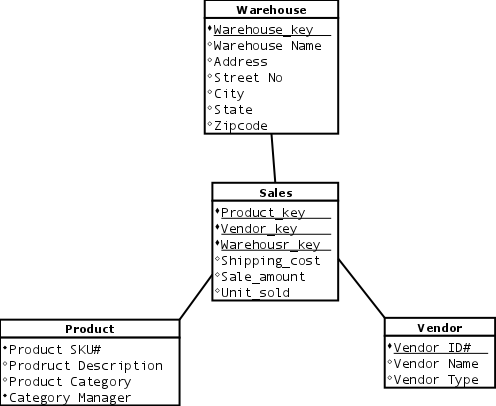 Warehouse
Warehouse_key
Warehouse Name
Address
Street No
City
State
Zipcode
Sales
Product_key
Vendor_key
Warehousr_key
Shipping_cost
Sale_amount
Unit_sold
Product
Product SKU#
Prodruct Description
Product Category
Category Manager
Vendor
Vendor ID#
Vendor Name
Vendor Type